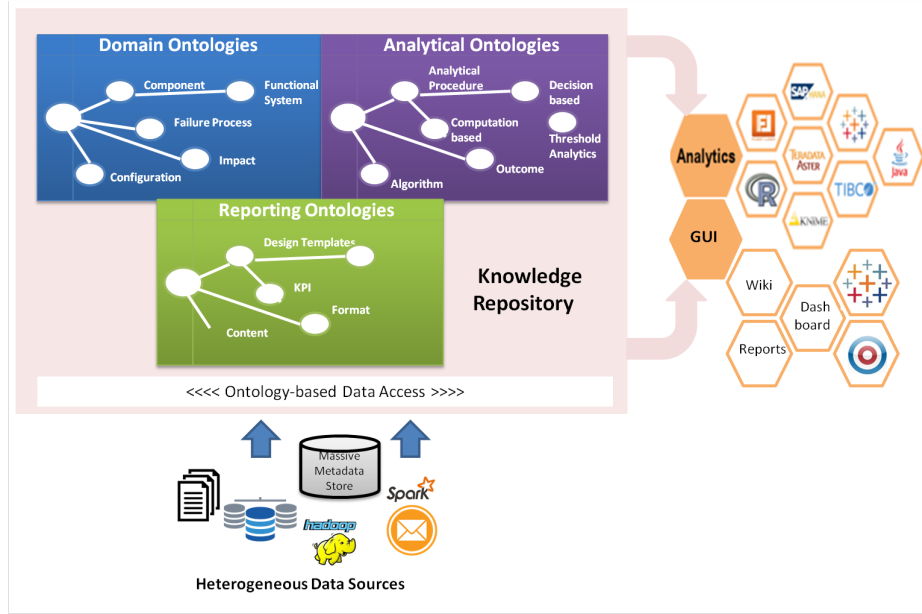 Domain Ontologies
Component
Functional
System
Failure Process
Impact
Configuration
Analytical Ontologies
Analytical
Procedure
Decision
based
Computation
based
Threshold
Analytics
Outcome
Algorithm
Reporting Ontologies
Design Templates
KPI
Format
Content
Knowledge
Repository
<<<< Ontology-based Data Access >>>>
Massive
Metadata
Store
Spark
hadoop
Heterogeneous Data Sources
Analytics
GUI
SAP HANA
TERADATA
ASTER
Java
R
TIBCO
KNIME
Wiki
Dash
board
Reports